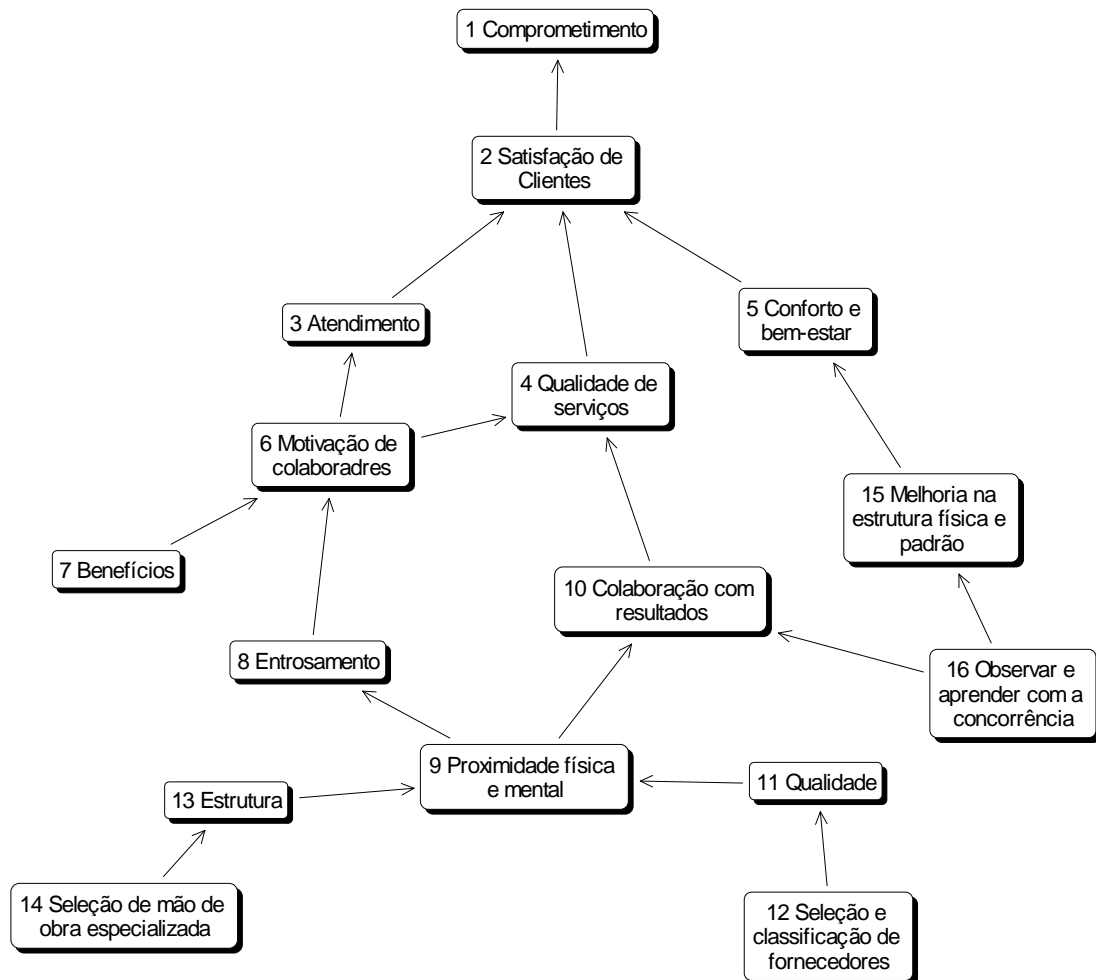 1 Comprometimento
2 Satisfação de
Clientes
3 Atendimento
5 Conforto e
bem-estar
4 Qualidade de
serviços
6 Motivação de
colaboradres
15 Melhoria na
estrutura física e
padrão
7 Benefícios
10 Colaboração com
resultados
8 Entrosamento
16 Observar e
aprender com a
concorrência
9 Proximidade física
e mental
11 Qualidade
13 Estrutura
14 Seleção de mão de
obra especializada
12 Seleção e
classificação de
fornecedores